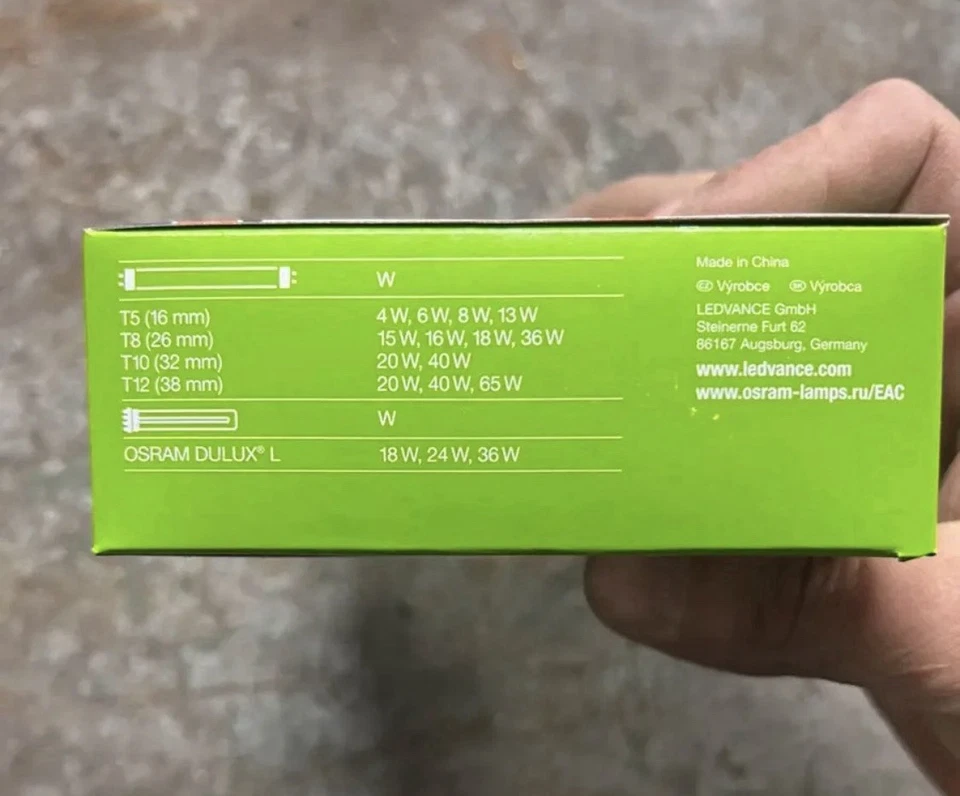 W
T5 (16 mm) 4 W, 6 W, 8 W, 13 W
T8 (26 mm) 15 W, 16 W, 18 W, 36 W
T10 (32 mm) 20 W, 40 W
T12 (38 mm) 20 W, 40 W, 65 W
W
OSRAM DULUX® L 18 W, 24 W, 36 W
Made in China
CZ Výrobce SK Výrobca
LEDVANCE GmbH
Steinerne Furt 62
86167 Augsburg, Germany
www.ledvance.com
www.osram-lamps.ru/EAC